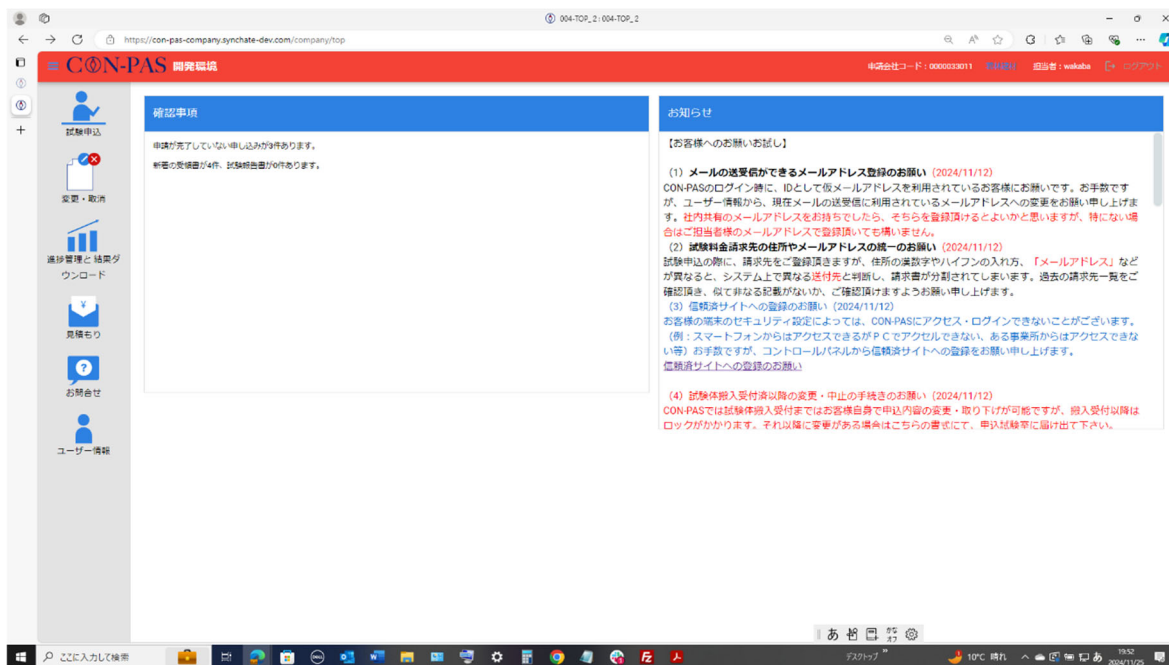 004-TOP_2 : 004-TOP_2
https://con-pas-company.synchate-dev.com/company/top
CON-PAS 開発環境
申請会社コード：0000033011
担当者：wakaba
ログアウト
試験申込
変更・取消
進捗管理と結果ダ
ウンロード
見積もり
お問合せ
ユーザー情報
確認事項
申請が完了していない申し込みが3件あります。
新着の受領書が4件、試験報告書が0件あります。
お知らせ
【お客様へのお願いお試し】
（1）メールの送受信ができるメールアドレス登録のお願い（2024/11/12）
CON-PASのログイン時に、IDとして仮メールアドレスを利用されているお客様にお願いです。お手数です
が、ユーザー情報から、現在メールの送受信に利用されているメールアドレスへの変更をお願い申し上げま
す。社内共有のメールアドレスをお持ちでしたら、そちらを登録頂けるとよいかと思いますが、特にない場
合はご担当者様のメールアドレスで登録頂いても構いません。
（2）試験料金請求先の住所やメールアドレスの統一のお願い（2024/11/12）
試験申込の際に、請求先をご登録頂きますが、住所の漢数字やハイフンの入れ方、「メールアドレス」など
が異なると、システム上で異なる送付先と判断し、請求書が分割されてしまいます。過去の請求先一覧をご
確認頂き、似て非なる記載がないか、ご確認頂けますようお願い申し上げます。
（3）信頼済サイトへの登録のお願い（2024/11/12）
お客様の端末のセキュリティ設定によっては、CON-PASにアクセス・ログインできないことがございます。
（例：スマートフォンからはアクセスできるがＰＣでアクセルできない、ある事業所からはアクセスできな
い等）お手数ですが、コントロールパネルから信頼済サイトへの登録をお願い申し上げます。
信頼済サイトへの登録のお願い
（4）試験体搬入受付済以降の変更・中止の手続きのお願い（2024/11/12）
CON-PASでは試験体搬入受付まではお客様自身で申込内容の変更・取り下げが可能ですが、搬入受付以降は
ロックがかかります。それ以降に変更がある場合はこちらの書式にて、申込試験室に届け出て下さい。
あ
かな
オフ
ここに入力して検索
デスクトップ
10°C 晴れ
あ
19:52
2024/11/25